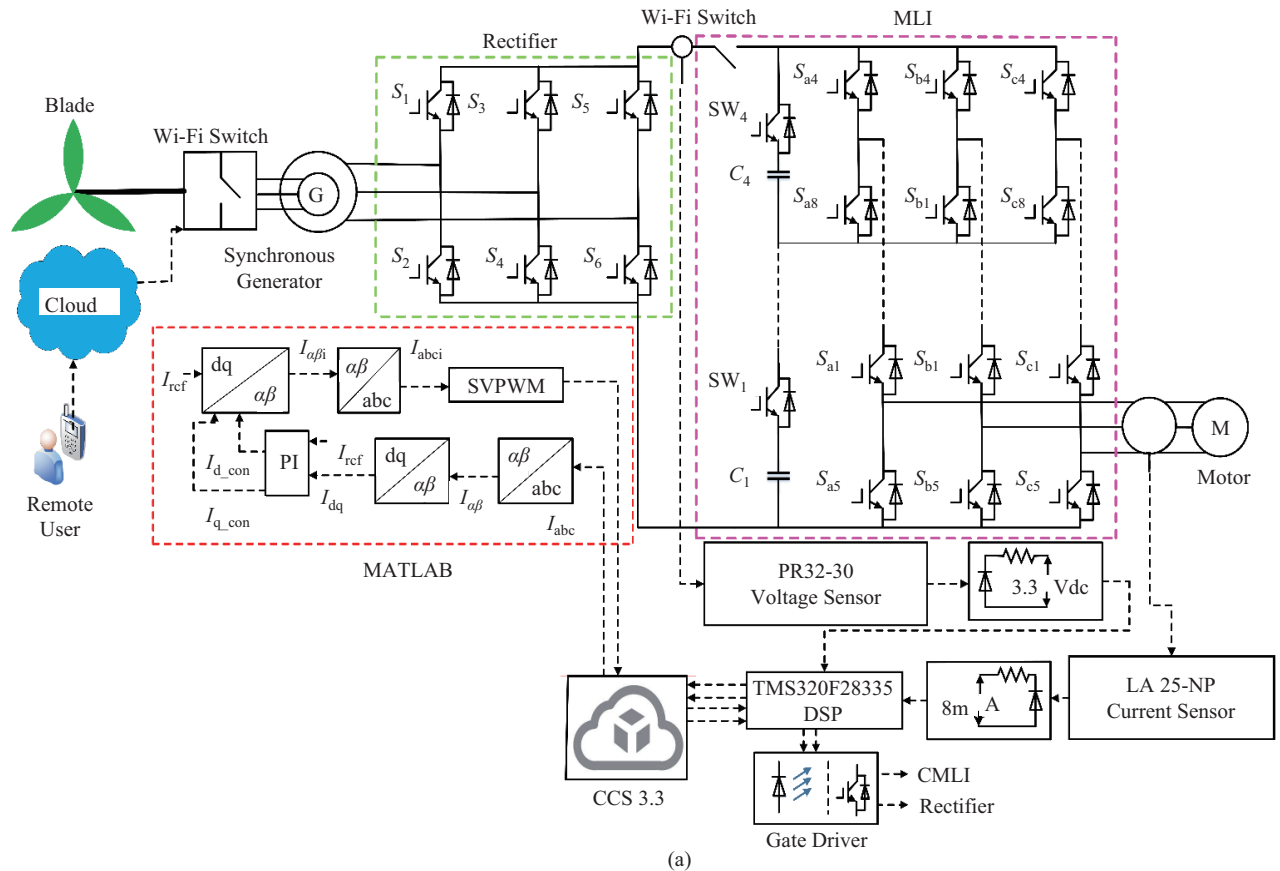 Wi-Fi Switch
MLI
Rectifier
Blade
Wi-Fi Switch
G
Synchronous
Generator
Cloud
Remote
User
S1
S3
S5
S2
S4
S6
SW4
C4
SW1
C1
Sa4
Sb4
Sc4
Sa8
Sb1
Sc8
Sa1
Sb1
Sc1
Sa5
Sb5
Sc5
M
Motor
Ircf
dq
αβ
Iαβi
αβ
abc
Iabci
SVPWM
Id_con
Iq_con
PI
Ircf
Idq
dq
αβ
Iαβ
αβ
abc
Iabc
MATLAB
PR32-30
Voltage Sensor
3.3 Vdc
TMS320F28335
DSP
8m A
LA 25-NP
Current Sensor
CCS 3.3
CMLI
Rectifier
Gate Driver
(a)